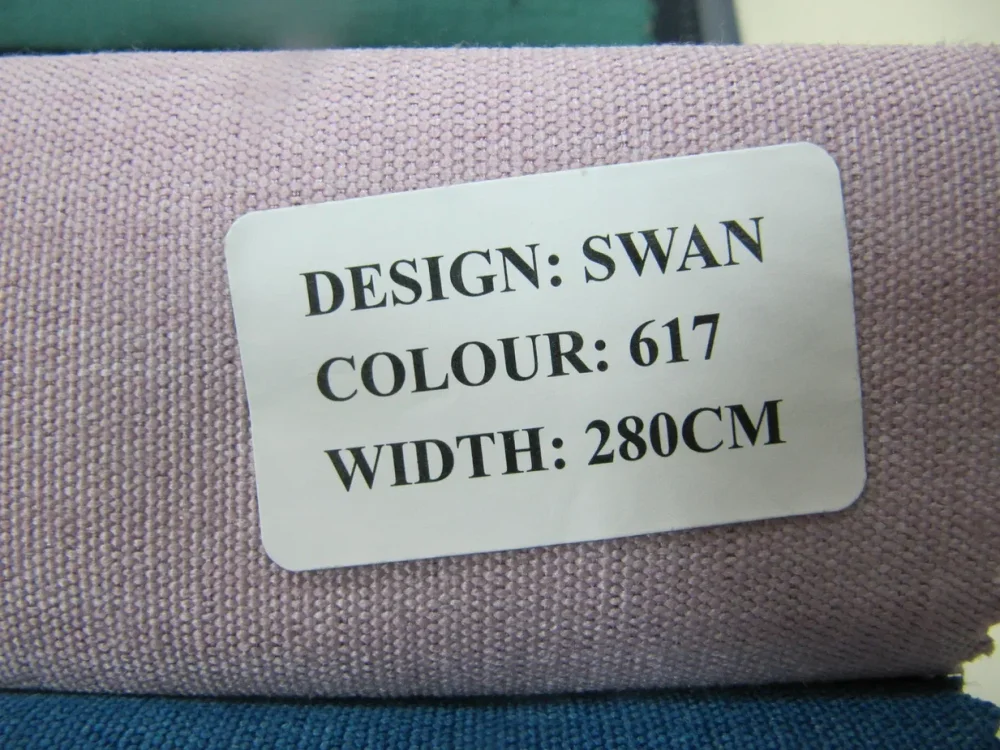 DESIGN: SWAN
COLOUR: 617
WIDTH: 280CM